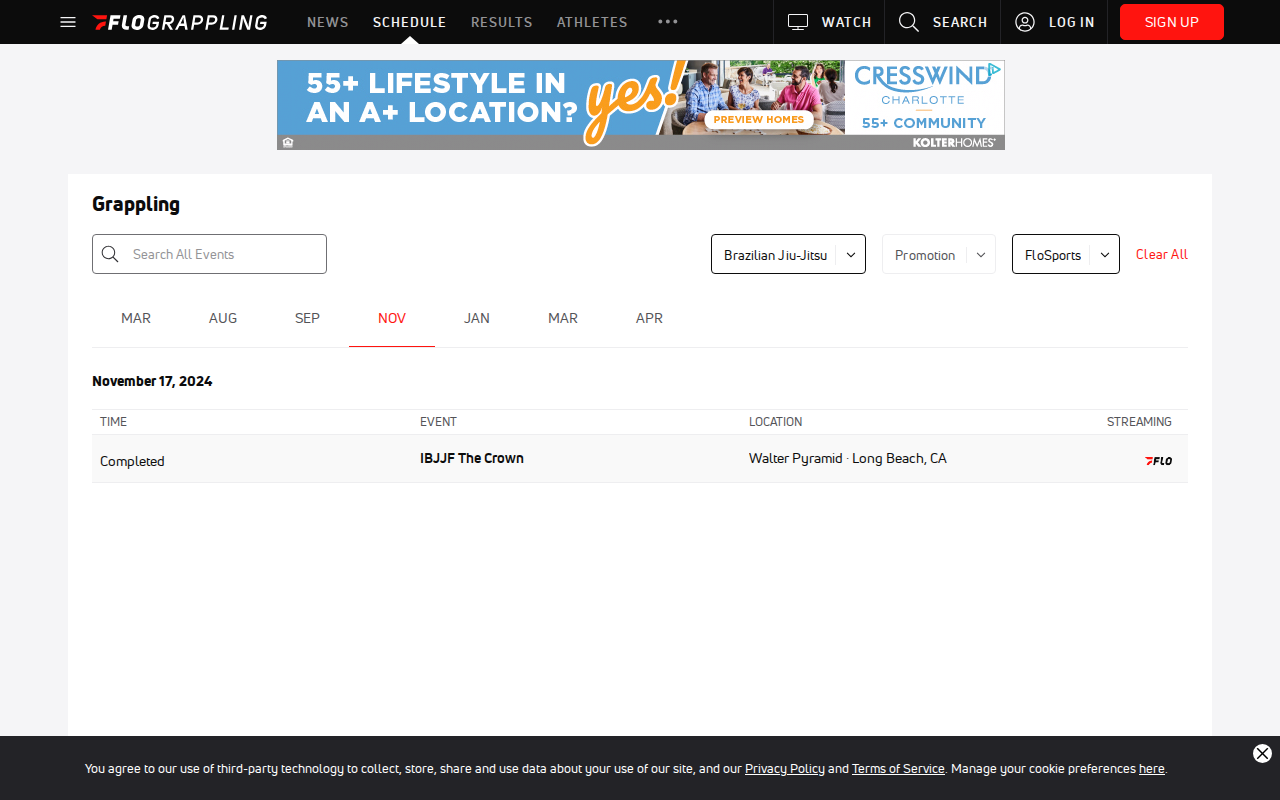 FLOGRAPPLING NEWS SCHEDULE RESULTS ATHLETES ••• WATCH SEARCH LOG IN SIGN UP
55+ LIFESTYLE IN
AN A+ LOCATION?
yes!
PREVIEW HOMES
CRESSWIND
CHARLOTTE
55+ COMMUNITY
KOLTERHOMES
Grappling
Search All Events Brazilian Jiu-Jitsu Promotion FloSports Clear All
MAR AUG SEP NOV JAN MAR APR
November 17, 2024
TIME EVENT LOCATION STREAMING
Completed IBJJF The Crown Walter Pyramid · Long Beach, CA FLO
You agree to our use of third-party technology to collect, store, share and use data about your use of our site, and our Privacy Policy and Terms of Service. Manage your cookie preferences here.